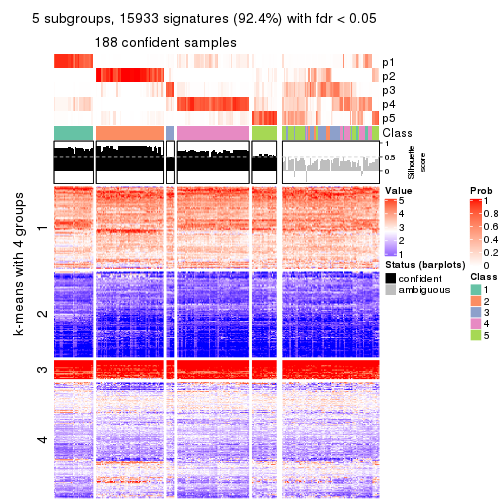 5 subgroups, 15933 signatures (92.4%) with fdr < 0.05
188 confident samples
p1
p2
p3
p4
p5
Class
1
0.5
0
Silhouette
score
k-means with 4 groups
1
2
3
4
Value
5
4
3
2
1
Status (barplots)
confident
ambiguous
Prob
1
0.8
0.6
0.4
0.2
0
Class
1
2
3
4
5